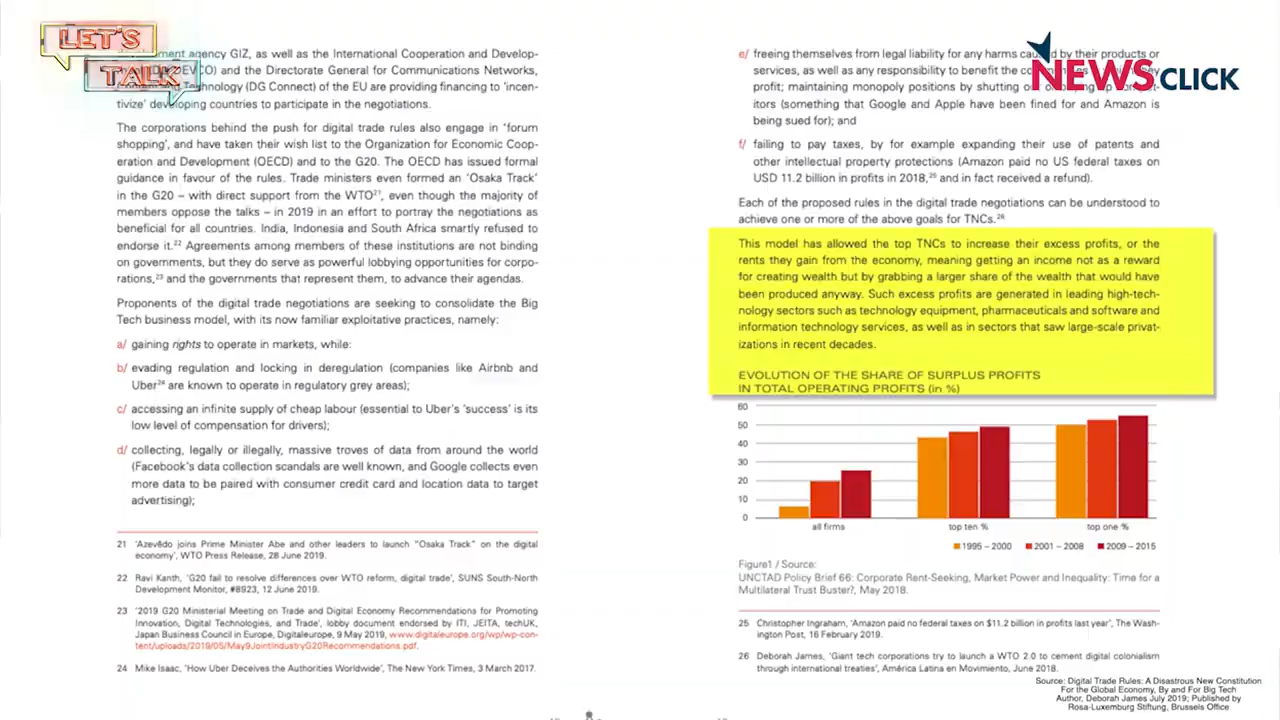 LET'S
TALK
NEWSCLICK
agency GIZ, as well as the International Cooperation and Develop-
and the Directorate General for Communications Networks,
Technology (DG Connect) of the EU are providing financing to ‘incen-
tivize’ developing countries to participate in the negotiations.
The corporations behind the push for digital trade rules also engage in ‘forum
shopping’, and have taken their wish list to the Organization for Economic Coop-
eration and Development (OECD) and to the G20. The OECD has issued formal
guidance in favour of the rules. Trade ministers even formed an ‘Osaka Track’
in the G20 – with direct support from the WTO21, even though the majority of
members oppose the talks – in 2019 in an effort to portray the negotiations as
beneficial for all countries. India, Indonesia and South Africa smartly refused to
endorse it.22 Agreements among members of these institutions are not binding
on governments, but they do serve as powerful lobbying opportunities for corpo-
rations,23 and the governments that represent them, to advance their agendas.
Proponents of the digital trade negotiations are seeking to consolidate the Big
Tech business model, with its now familiar exploitative practices, namely:
a/ gaining rights to operate in markets, while:
b/ evading regulation and locking in deregulation (companies like Airbnb and
Uber24 are known to operate in regulatory grey areas);
c/ accessing an infinite supply of cheap labour (essential to Uber’s ‘success’ is its
low level of compensation for drivers);
d/ collecting, legally or illegally, massive troves of data from around the world
(Facebook’s data collection scandals are well known, and Google collects even
more data to be paired with consumer credit card and location data to target
advertising);
21 ‘Azevêdo joins Prime Minister Abe and other leaders to launch “Osaka Track” on the digital
economy’, WTO Press Release, 28 June 2019.
22 Ravi Kanth, ‘G20 fail to resolve differences over WTO reform, digital trade’, SUNS South-North
Development Monitor, #8923, 12 June 2019.
23 ‘2019 G20 Ministerial Meeting on Trade and Digital Economy Recommendations for Promoting
Innovation, Digital Technologies, and Trade’, lobby document endorsed by ITI, JEITA, techUK,
Japan Business Council in Europe, Digitaleurope, 9 May 2019, www.digitaleurope.org/wp/wp-con-
tent/uploads/2019/05/May9JointIndustryG20Recommendations.pdf.
24 Mike Isaac, ‘How Uber Deceives the Authorities Worldwide’, The New York Times, 3 March 2017.
e/ freeing themselves from legal liability for any harms caused by their products or
services, as well as any responsibility to benefit the they
profit; maintaining monopoly positions by shutting
itors (something that Google and Apple have been fined for and Amazon is
being sued for); and
f/ failing to pay taxes, by for example expanding their use of patents and
other intellectual property protections (Amazon paid no US federal taxes on
USD 11.2 billion in profits in 2018,25 and in fact received a refund).
Each of the proposed rules in the digital trade negotiations can be understood to
achieve one or more of the above goals for TNCs.26
This model has allowed the top TNCs to increase their excess profits, or the
rents they gain from the economy, meaning getting an income not as a reward
for creating wealth but by grabbing a larger share of the wealth that would have
been produced anyway. Such excess profits are generated in leading high-tech-
nology sectors such as technology equipment, pharmaceuticals and software and
information technology services, as well as in sectors that saw large-scale privat-
izations in recent decades.
EVOLUTION OF THE SHARE OF SURPLUS PROFITS
IN TOTAL OPERATING PROFITS (in %)
60
50
40
30
20
10
0
all firms top ten % top one %
1995 – 2000 2001 – 2008 2009 – 2015
Figure1 / Source:
UNCTAD Policy Brief 66: Corporate Rent-Seeking, Market Power and Inequality: Time for a
Multilateral Trust Buster?, May 2018.
25 Christopher Ingraham, ‘Amazon paid no federal taxes on $11.2 billion in profits last year’, The Wash-
ington Post, 16 February 2019.
26 Deborah James, ‘Giant tech corporations try to launch a WTO 2.0 to cement digital colonialism
through international treaties’, América Latina en Movimiento, June 2018.
Source: Digital Trade Rules: A Disastrous New Constitution
For the Global Economy, By and For Big Tech
Author, Deborah James July 2019; Published by
Rosa-Luxemburg Stiftung, Brussels Office